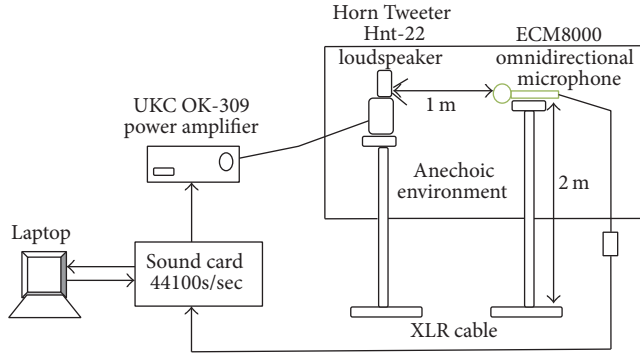 Horn Tweeter
Hnt-22
loudspeaker
ECM8000
omnidirectional
microphone
1 m
UKC OK-309
power amplifier
Anechoic
environment
2 m
Laptop
Sound card
44100s/sec
XLR cable